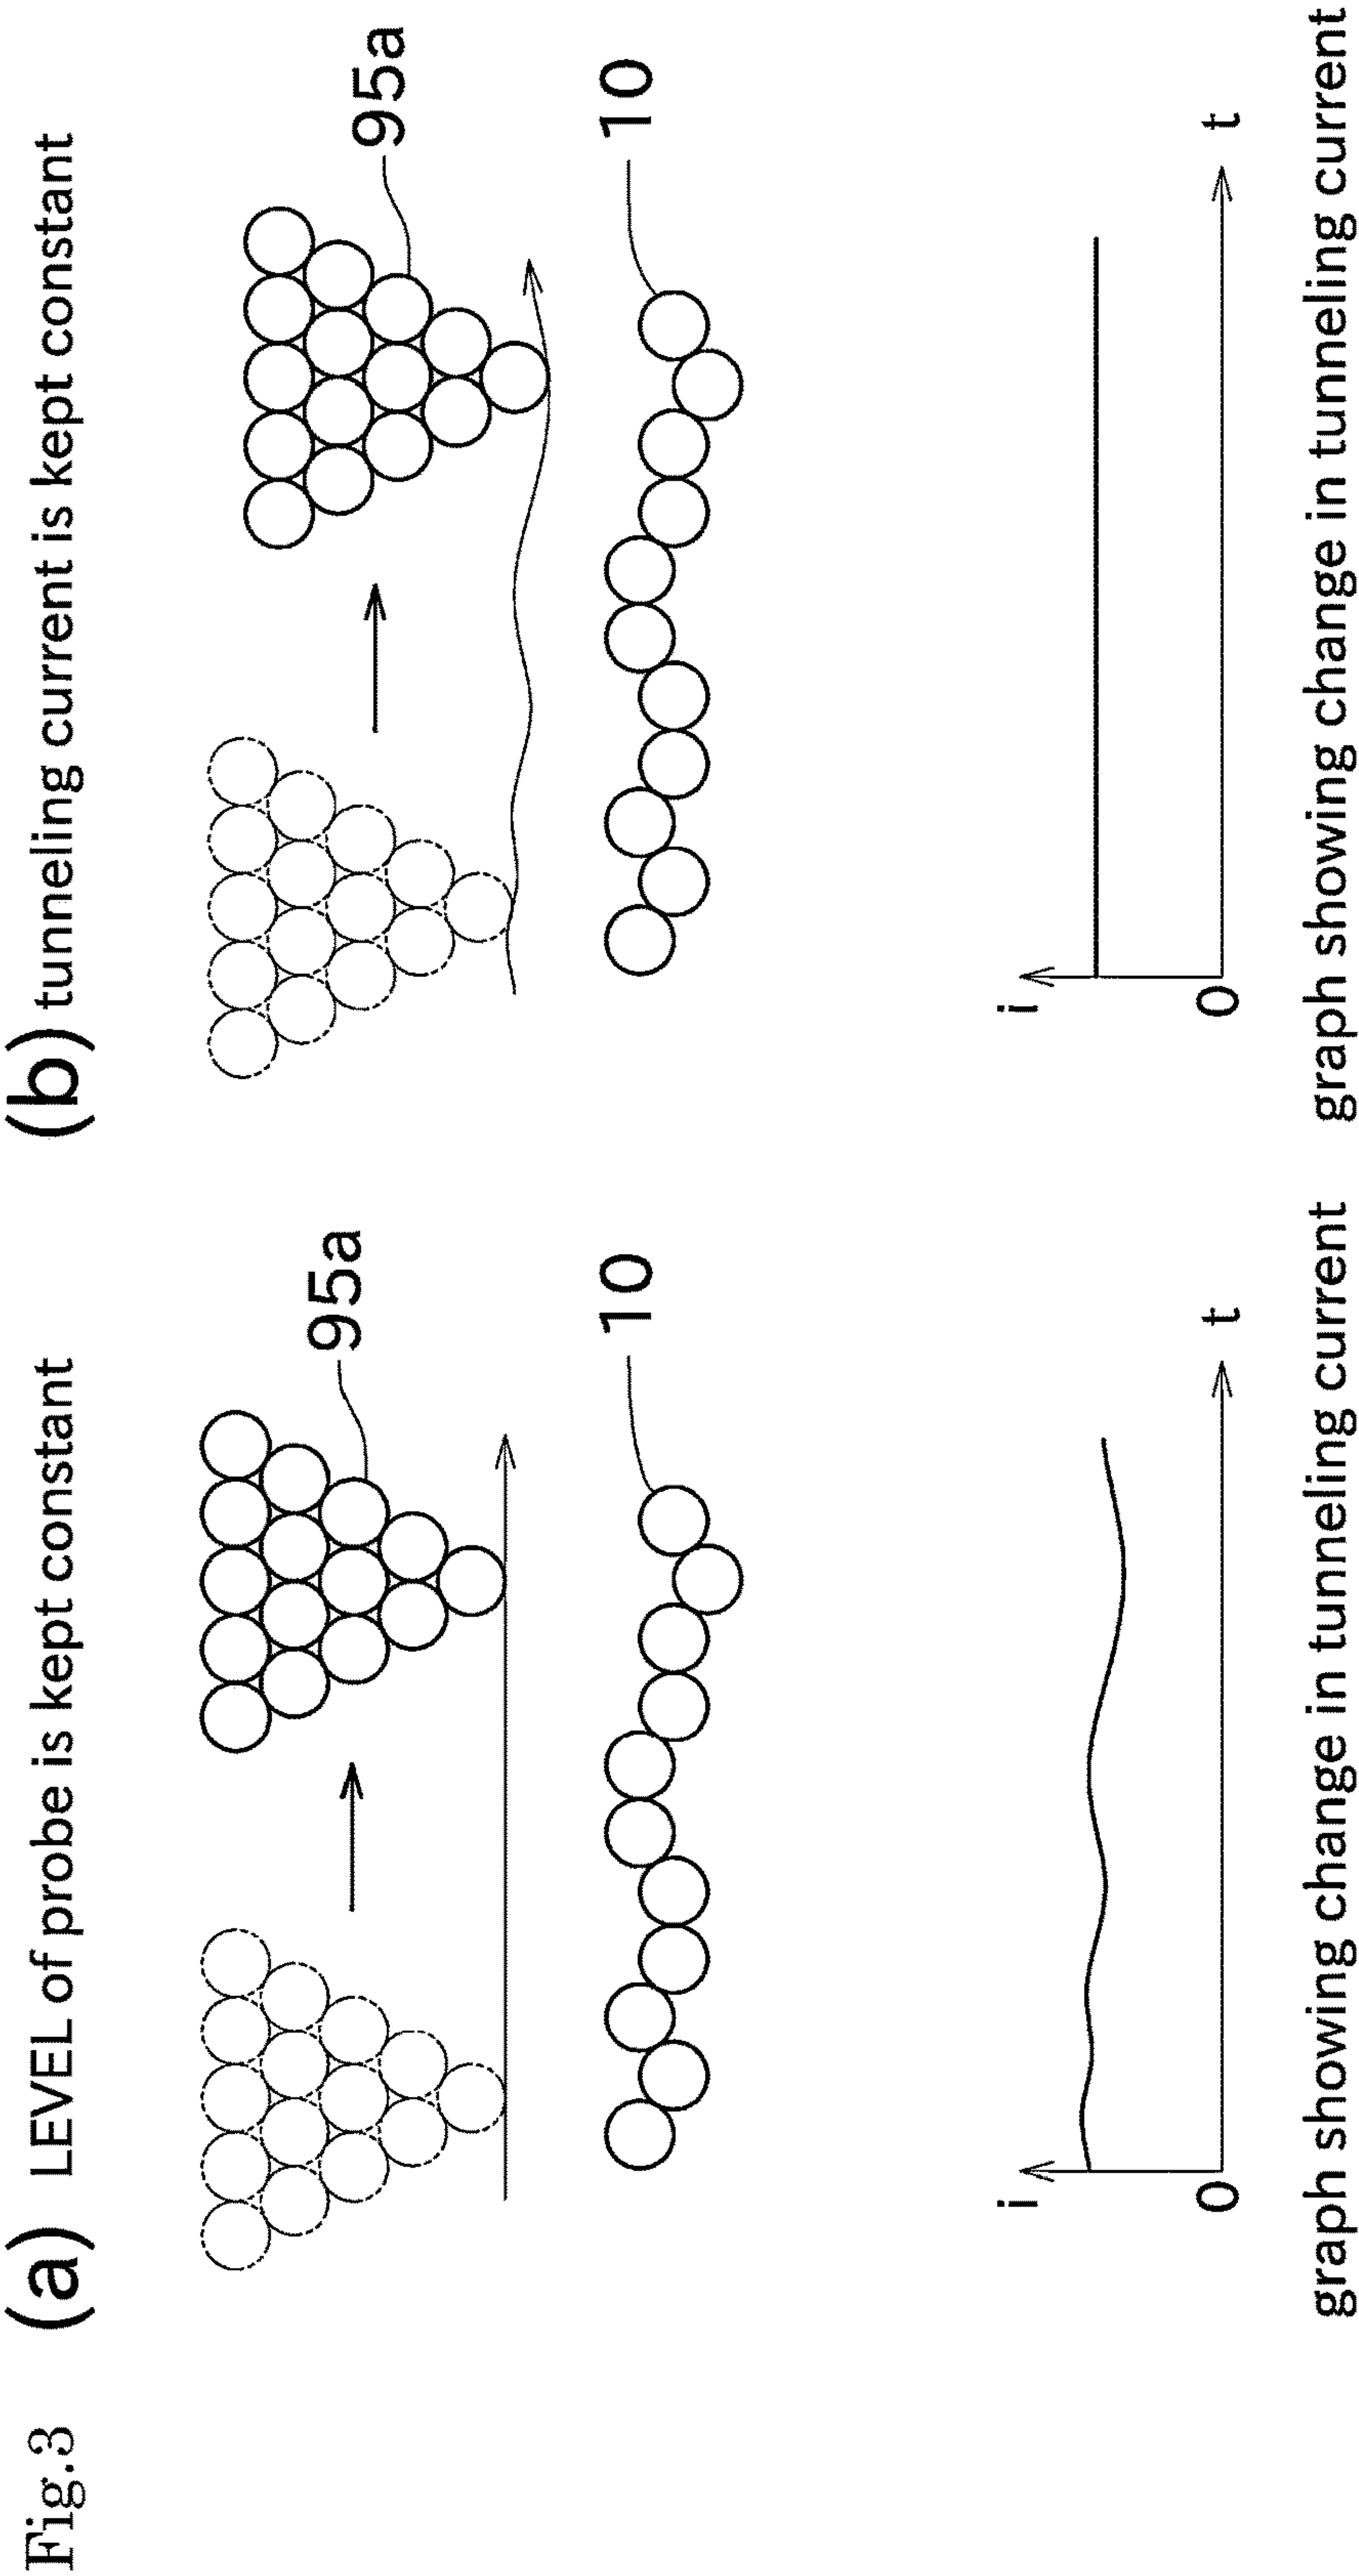 Fig.3
(a) LEVEL of probe is kept constant
95a
10
i
0
t
graph showing change in tunneling current
(b) tunneling current is kept constant
95a
10
i
0
t
graph showing change in tunneling current